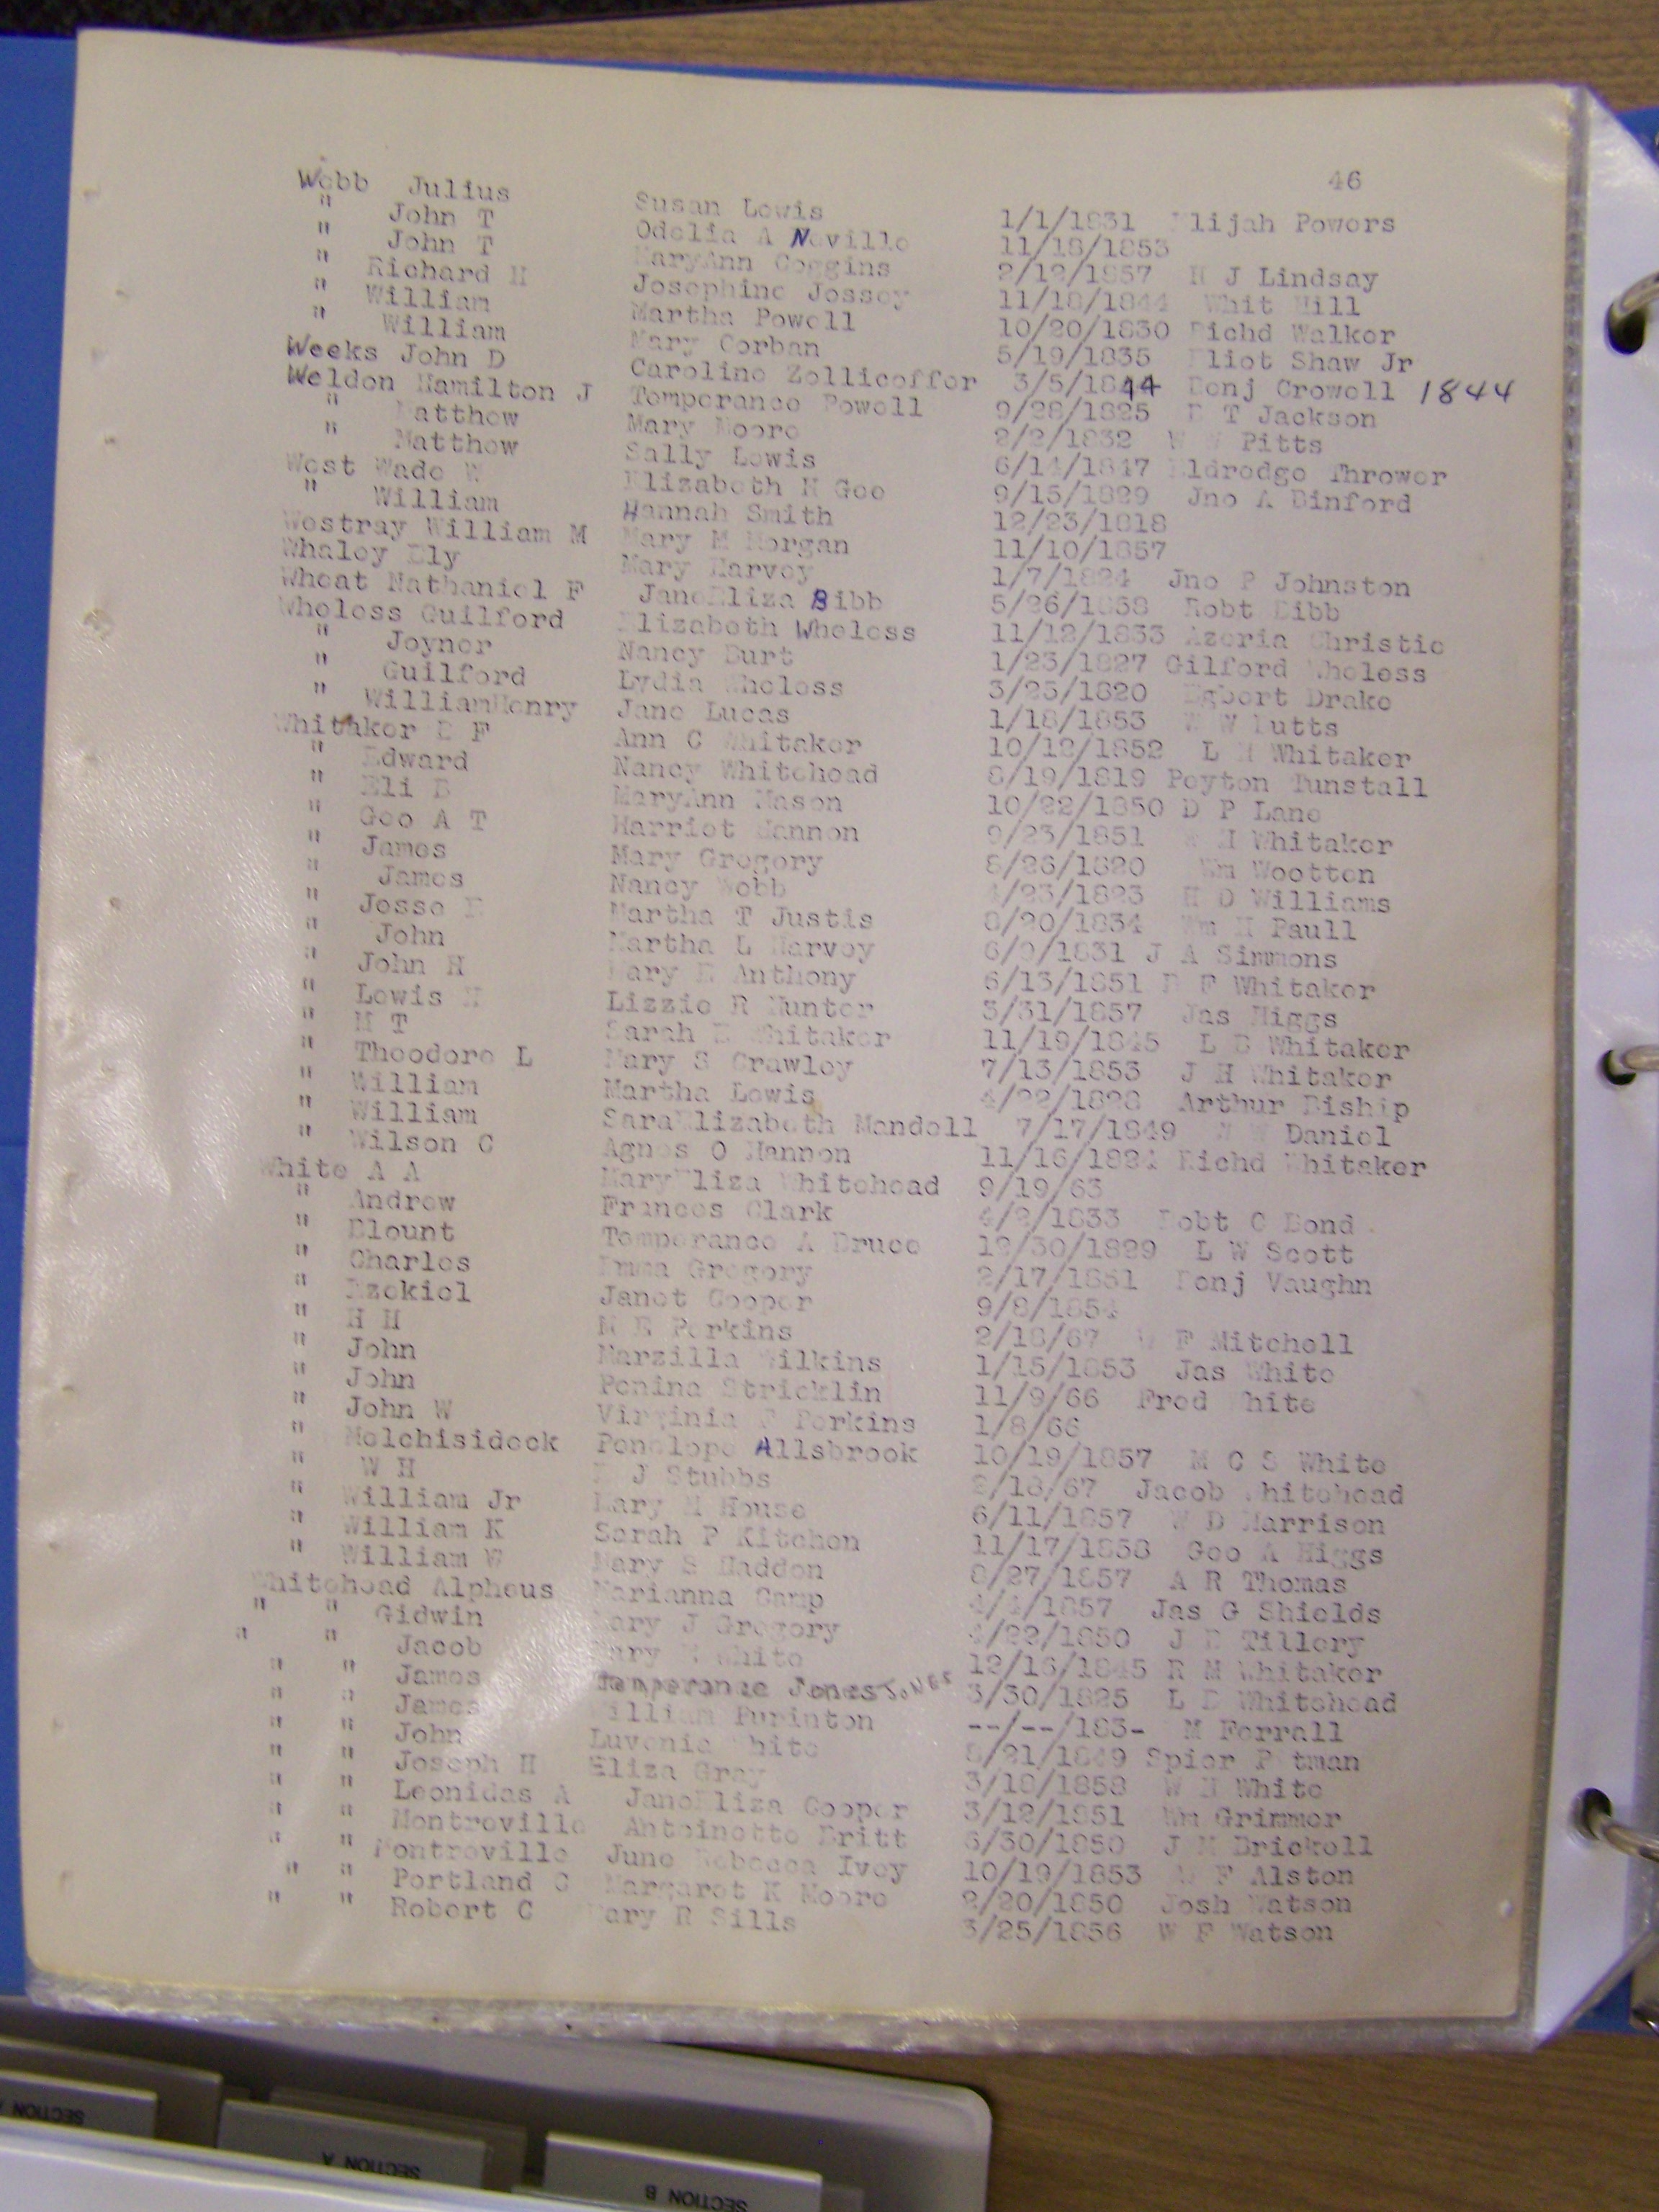 46
Webb Julius Susan Lewis 1/1/1831 Elijah Powers
" John T Odelia A Neville 11/18/1853
" John T MaryAnn Coggins 2/12/1857 H J Lindsay
" Richard H Josephine Jossey 11/18/1844 Whit Hill
" William Martha Powell 10/20/1830 Richd Walker
" William Mary Corban 5/19/1835 Eliot Shaw Jr
Weeks John D Caroline Zollicoffer 3/5/1844 Benj Crowell 1844
Weldon Hamilton J Temperance Powell 9/28/1825 B T Jackson
" Matthew Mary Moore 2/2/1832 W W Pitts
" Matthew Sally Lewis 6/14/1847 Eldredge Thrower
West Wade W Elizabeth H Gee 9/15/1829 Jno A Binford
" William Hannah Smith 12/23/1818
Westray William M Mary M Morgan 11/10/1857
Whaley Ely Mary Harvey 1/7/1824 Jno P Johnston
Wheat Nathaniel F JaneEliza Bibb 5/26/1838 Robt Bibb
Wheless Guilford Elizabeth Wheless 11/12/1833 Azeria Christie
" Joyner Nancy Burt 1/23/1827 Gilford Wheless
" Guilford Lydia Wheless 3/25/1820 Egbert Drake
" WilliamHenry Jane Lucas 1/18/1853 W W Butts
Whitaker B F Ann C Whitaker 10/12/1852 L H Whitaker
" Edward Nancy Whitehead 8/19/1819 Peyton Tunstall
" Eli B MaryAnn Mason 10/22/1850 D P Lane
" Geo A T Harriet Hannon 9/23/1851 W H Whitaker
" James Mary Gregory 8/26/1820 Wm Wootten
" James Nancy Webb 4/23/1823 H D Williams
" Jesse E Martha T Justis 8/20/1834 Wm H Paull
" John Martha L Harvey 6/9/1831 J A Simmons
" John H Mary E Anthony 6/13/1851 B F Whitaker
" Lewis H Lizzie R Hunter 3/31/1857 Jas Higgs
" M T Sarah E Whitaker 11/19/1845 L B Whitaker
" Theodore L Mary S Crawley 7/13/1853 J H Whitaker
" William Martha Lewis 4/22/1828 Arthur Biship
" William SaraElizabeth Mandell 7/17/1849 W W Daniel
" Wilson C Agnes O Hannon 11/16/1824 Richd Whitaker
White A A MaryEliza Whitehead 9/19/63
" Andrew Frances Clark 4/2/1833 Robt C Bond
" Blount Temperance A Bruce 12/30/1829 L W Scott
" Charles Emma Gregory 2/17/1851 Benj Vaughn
" Ezekiel Janet Cooper 9/8/1854
" H H M E Perkins 2/18/67 W F Mitchell
" John Marzilla Wilkins 1/15/1853 Jas White
" John Penina Stricklin 11/9/66 Fred White
" John W Virginia F Perkins 1/8/66
" Melchisideck Penelope Allsbrook 10/19/1857 M C S White
" W H E J Stubbs 2/18/67 Jacob Whitehead
" William Jr Mary M House 6/11/1857 W D Harrison
" William K Sarah P Kitchen 11/17/1858 Geo A Higgs
" William W Mary S Hadden 8/27/1857 A R Thomas
Whitehead Alpheus Marianna Camp 4/4/1857 Jas G Shields
" " Gidwin Mary J Gregory 4/22/1850 J B Tillery
" " Jacob Mary W White 12/16/1845 R M Whitaker
" " James Temperance Jones JONES 3/30/1825 L B Whitehead
" " James William Purinton --/--/183- M Ferrall
" " John Luvenia White 8/21/1849 Spier Pitman
" " Joseph H Eliza Gray 3/18/1858 W H White
" " Leonidas A JaneEliza Cooper 3/12/1851 Wm Grimmer
" " Montreville Antoinette Britt 6/30/1850 J M Brickell
" " Montreville June Rebecca Ivey 10/19/1853 W F Alston
" " Portland C Margaret K Moore 2/20/1850 Josh Watson
" " Robert C Mary R Sills 3/25/1856 W F Watson
SECTION A
SECTION B